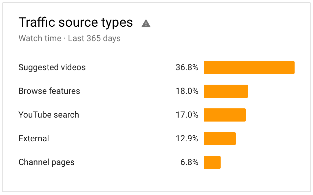 Traffic source types
Watch time · Last 365 days
Suggested videos 36.8%
Browse features 18.0%
YouTube search 17.0%
External 12.9%
Channel pages 6.8%